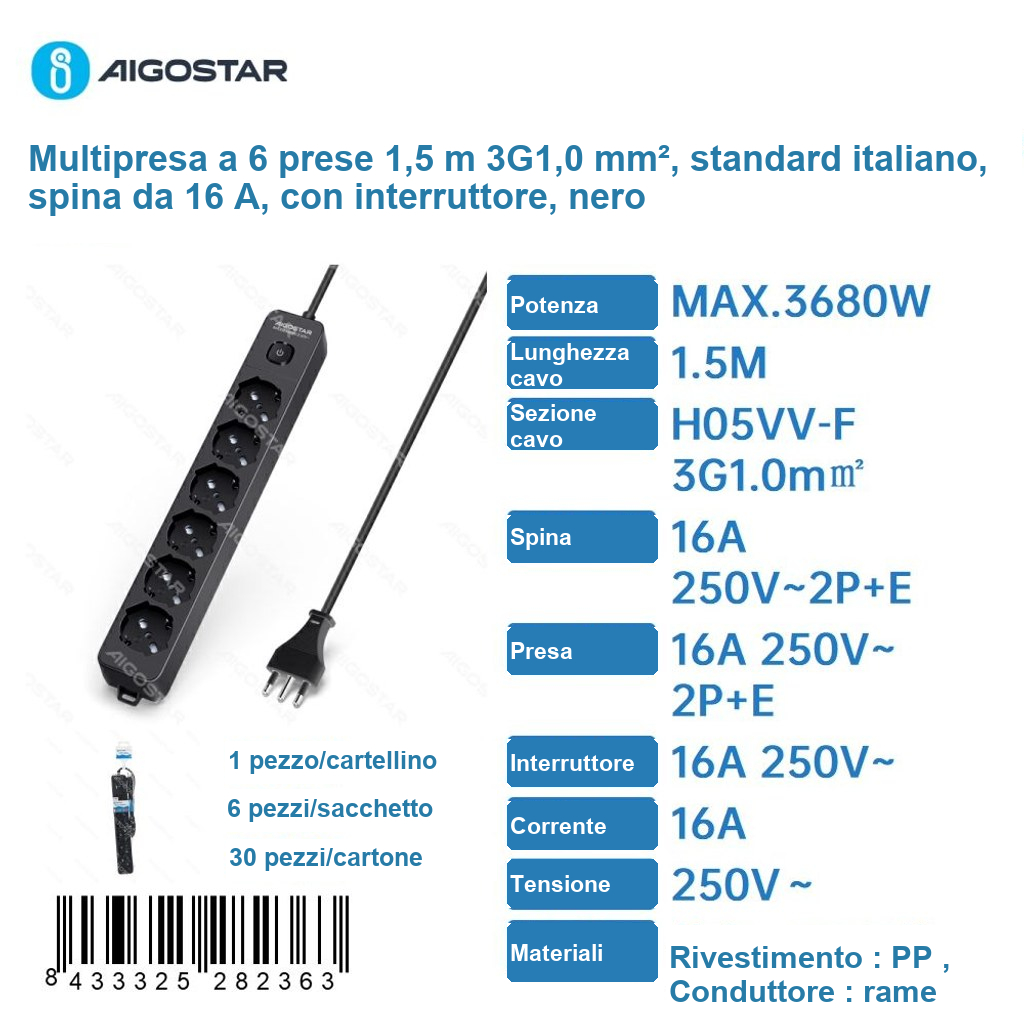 AIGOSTAR
Multipresa a 6 prese 1,5 m 3G1,0 mm², standard italiano,
spina da 16 A, con interruttore, nero
AIGOSTAR
AIGOSTAR
Potenza
MAX.3680W
Lunghezza
cavo
1.5M
Sezione
cavo
H05VV-F
3G1.0m㎡
Spina
16A
250V~2P+E
Presa
16A 250V~
2P+E
Interruttore
16A 250V~
Corrente
16A
Tensione
250V~
Materiali
Rivestimento : PP ,
Conduttore : rame
1 pezzo/cartellino
6 pezzi/sacchetto
30 pezzi/cartone
8 433325 282363